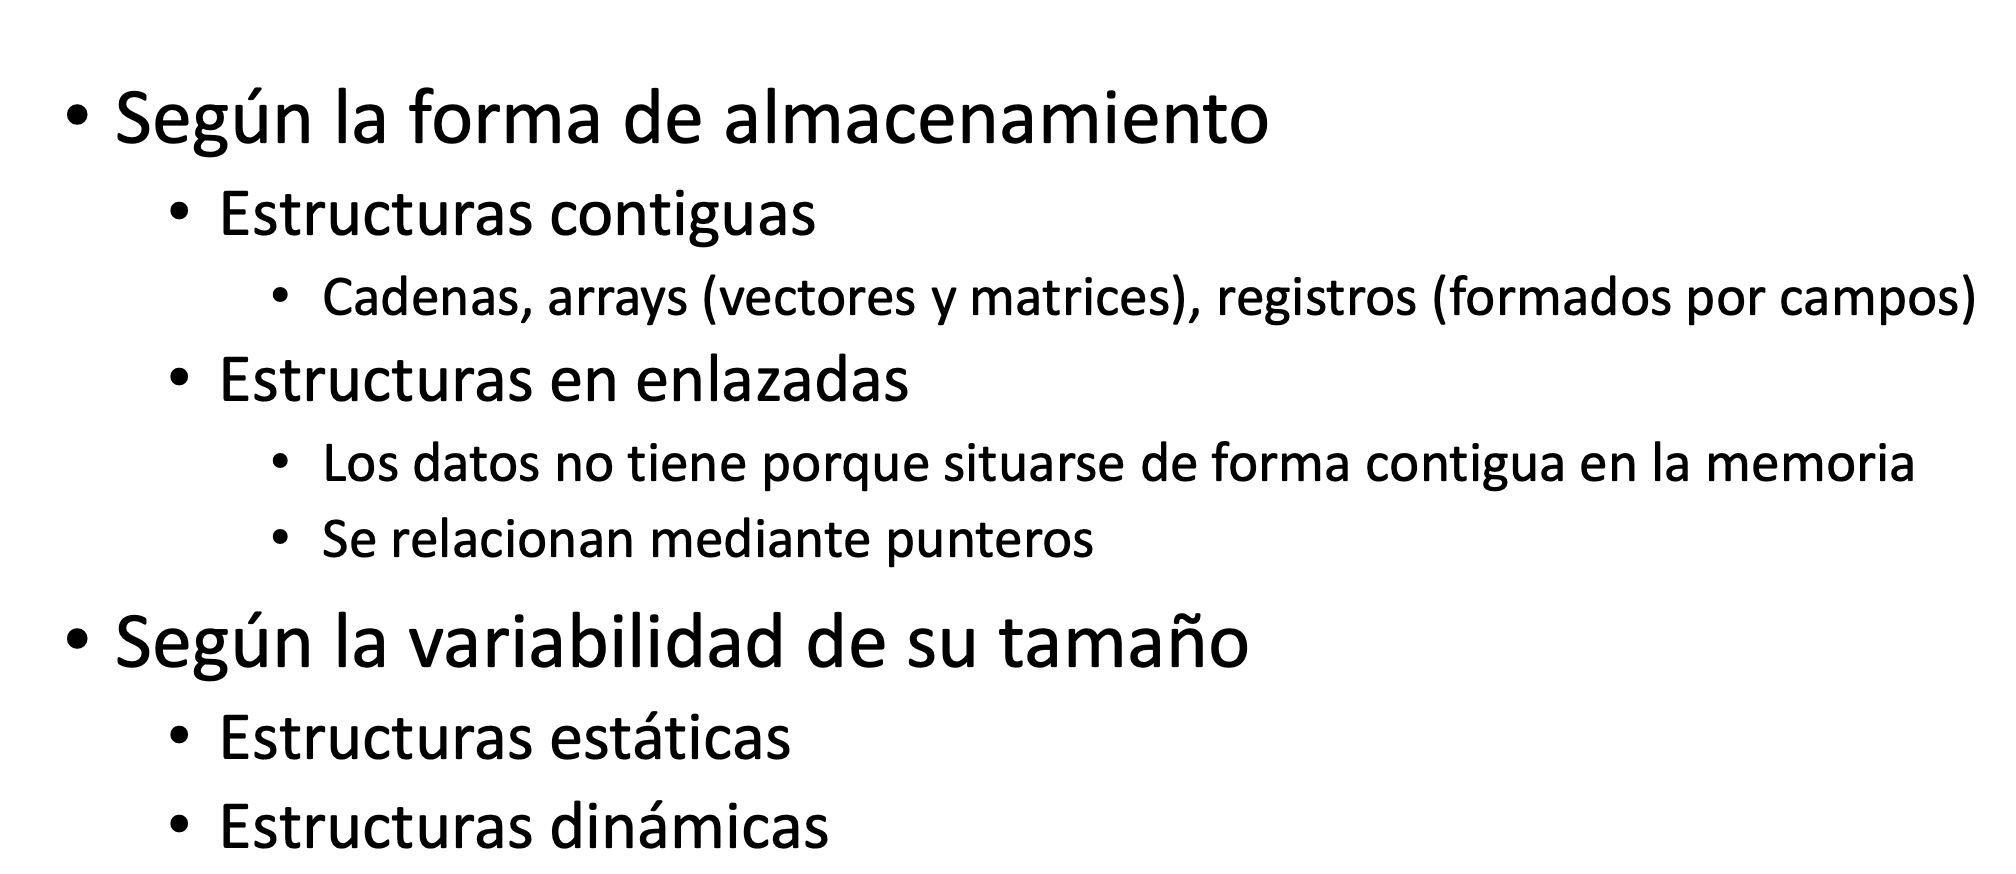 • Según la forma de almacenamiento
• Estructuras contiguas
• Cadenas, arrays (vectores y matrices), registros (formados por campos)
• Estructuras en enlazadas
• Los datos no tiene porque situarse de forma contigua en la memoria
• Se relacionan mediante punteros
• Según la variabilidad de su tamaño
• Estructuras estáticas
• Estructuras dinámicas